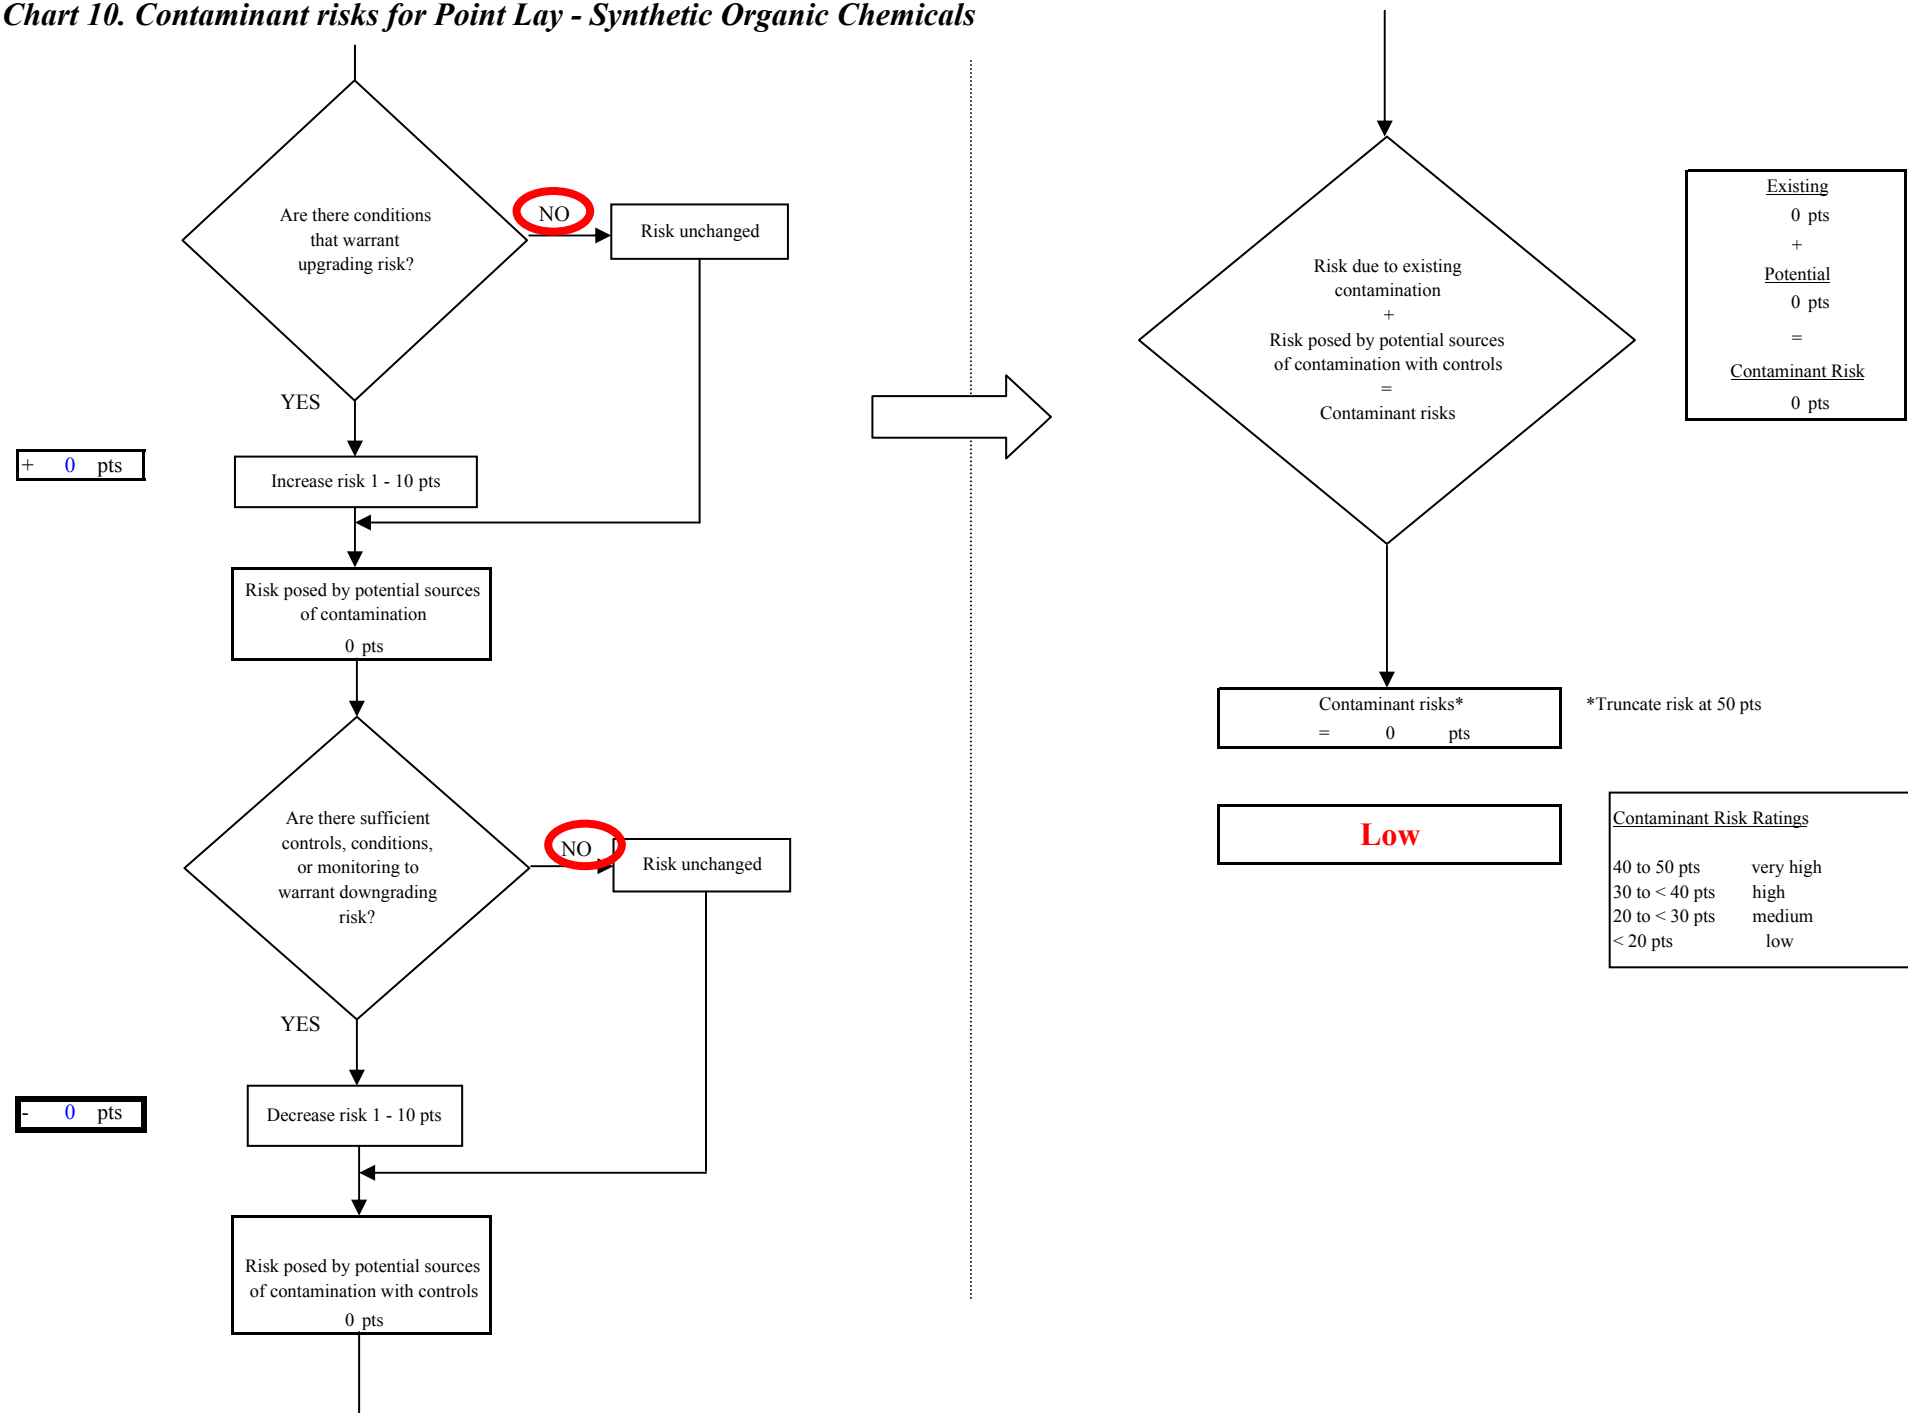 Chart 10. Contaminant risks for Point Lay - Synthetic Organic Chemicals
Are there conditions
that warrant
upgrading risk?
NO
Risk unchanged
YES
+ 0 pts
Increase risk 1 - 10 pts
Risk posed by potential sources
of contamination
0 pts
Are there sufficient
controls, conditions,
or monitoring to
warrant downgrading
risk?
NO
Risk unchanged
YES
- 0 pts
Decrease risk 1 - 10 pts
Risk posed by potential sources
of contamination with controls
0 pts
Risk due to existing
contamination
+
Risk posed by potential sources
of contamination with controls
=
Contaminant risks
Existing
0 pts
+
Potential
0 pts
=
Contaminant Risk
0 pts
Contaminant risks*
= 0 pts
*Truncate risk at 50 pts
Low
Contaminant Risk Ratings
40 to 50 pts very high
30 to < 40 pts high
20 to < 30 pts medium
< 20 pts low